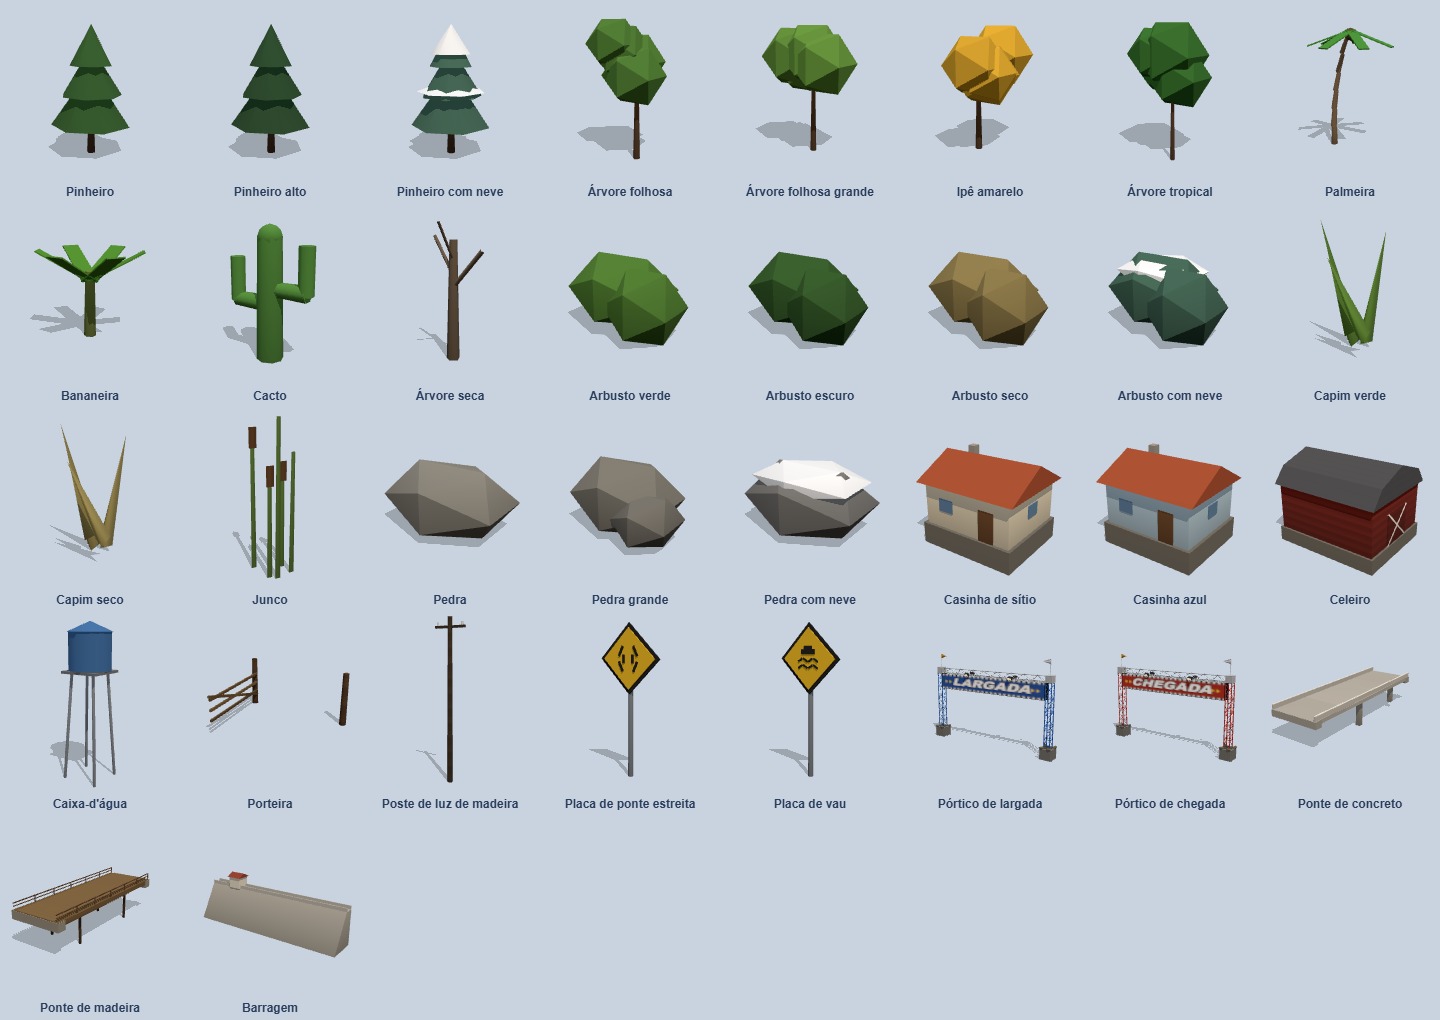 Pinheiro
Pinheiro alto
Pinheiro com neve
Árvore folhosa
Árvore folhosa grande
Ipê amarelo
Árvore tropical
Palmeira
Bananeira
Cacto
Árvore seca
Arbusto verde
Arbusto escuro
Arbusto seco
Arbusto com neve
Capim verde
Capim seco
Junco
Pedra
Pedra grande
Pedra com neve
Casinha de sítio
Casinha azul
Celeiro
LARGADA
CHEGADA
Caixa-d'água
Porteira
Poste de luz de madeira
Placa de ponte estreita
Placa de vau
Pórtico de largada
Pórtico de chegada
Ponte de concreto
Ponte de madeira
Barragem